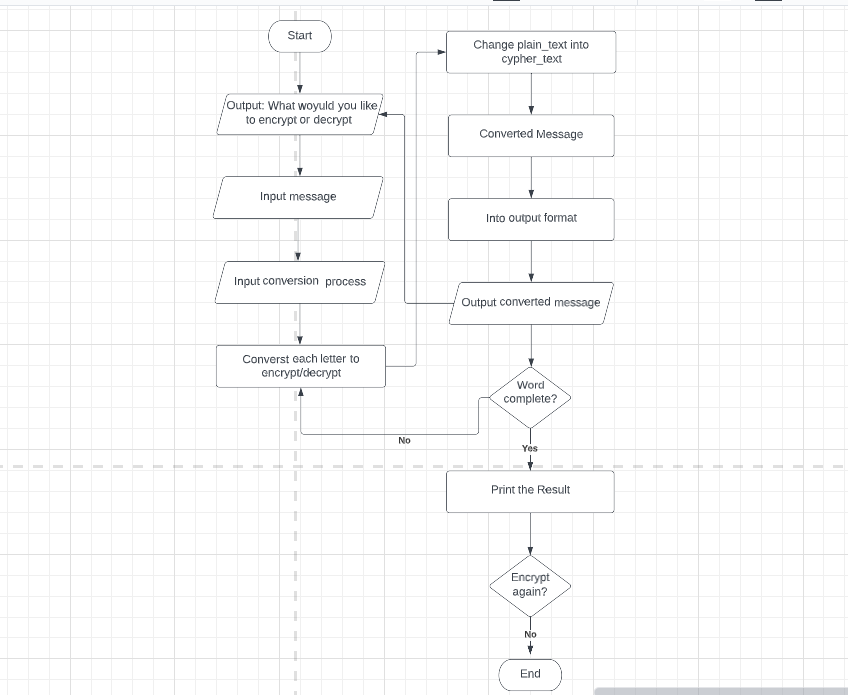 Start
Output: What woyuld you like
to encrypt or decrypt
Input message
Input conversion process
Converst each letter to
encrypt/decrypt
Change plain_text into
cypher_text
Converted Message
Into output format
Output converted message
Word
complete?
No
Yes
Print the Result
Encrypt
again?
No
End